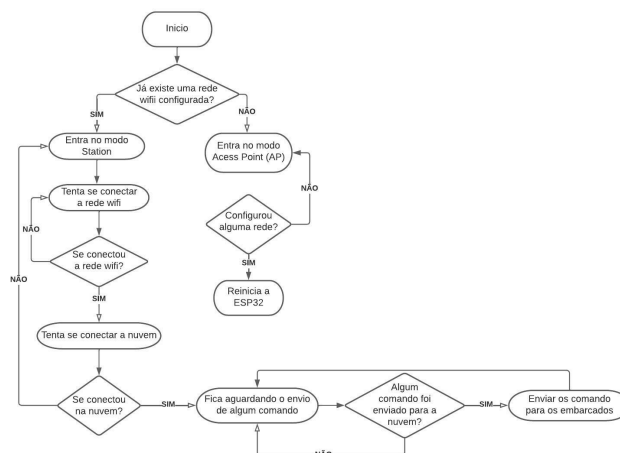 Inicio
Já existe uma rede
wifii configurada?
SIM
NÃO
Entra no modo
Station
Entra no modo
Acess Point (AP)
NÃO
Tenta se conectar
a rede wifi
Configurou
alguma rede?
NÃO
Se conectou
a rede wifi?
SIM
NÃO
Reinicia a
ESP32
SIM
Tenta se conectar a nuvem
Se conectou
na nuvem?
SIM
Fica aguardando o envio
de algum comando
Algum
comando foi
enviado para a
nuvem?
SIM
Enviar os comando
para os embarcados
NÃO